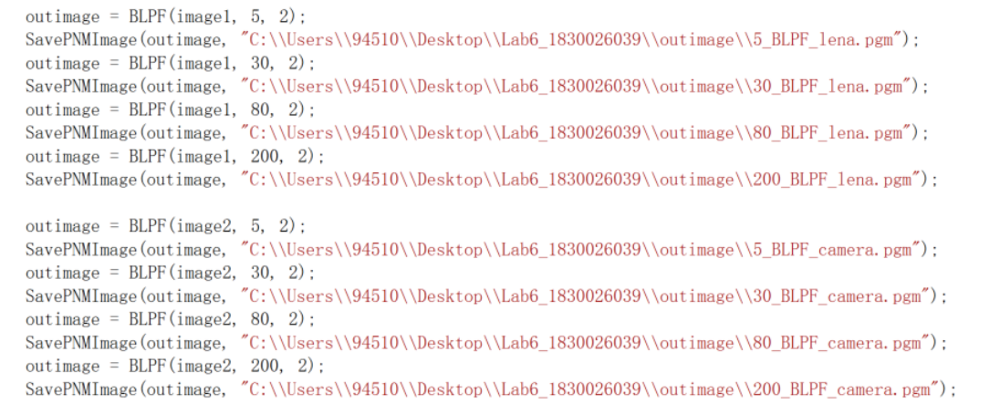 outimage = BLPF(image1, 5, 2);
SavePNMImage(outimage, "C:\\Users\\94510\\Desktop\\Lab6_1830026039\\outimage\\5_BLPF_lena.pgm");
outimage = BLPF(image1, 30, 2);
SavePNMImage(outimage, "C:\\Users\\94510\\Desktop\\Lab6_1830026039\\outimage\\30_BLPF_lena.pgm");
outimage = BLPF(image1, 80, 2);
SavePNMImage(outimage, "C:\\Users\\94510\\Desktop\\Lab6_1830026039\\outimage\\80_BLPF_lena.pgm");
outimage = BLPF(image1, 200, 2);
SavePNMImage(outimage, "C:\\Users\\94510\\Desktop\\Lab6_1830026039\\outimage\\200_BLPF_lena.pgm");
outimage = BLPF(image2, 5, 2);
SavePNMImage(outimage, "C:\\Users\\94510\\Desktop\\Lab6_1830026039\\outimage\\5_BLPF_camera.pgm");
outimage = BLPF(image2, 30, 2);
SavePNMImage(outimage, "C:\\Users\\94510\\Desktop\\Lab6_1830026039\\outimage\\30_BLPF_camera.pgm");
outimage = BLPF(image2, 80, 2);
SavePNMImage(outimage, "C:\\Users\\94510\\Desktop\\Lab6_1830026039\\outimage\\80_BLPF_camera.pgm");
outimage = BLPF(image2, 200, 2);
SavePNMImage(outimage, "C:\\Users\\94510\\Desktop\\Lab6_1830026039\\outimage\\200_BLPF_camera.pgm");